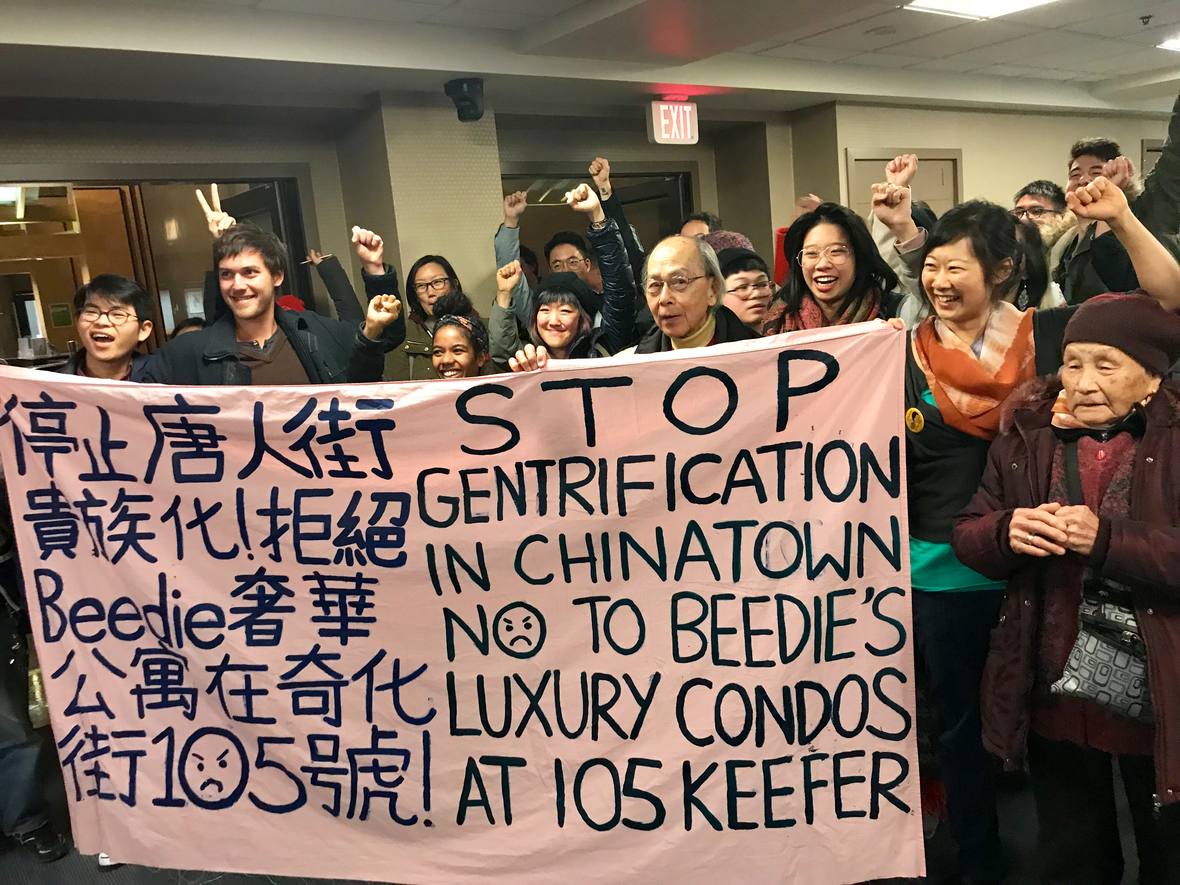 EXIT
停止唐人街
貴族化!拒絕
Beedie奢華
公寓在奇化
街105号虎!
STOP
GENTRIFICATION
IN CHINATOWN
NO TO BEEDIE'S
LUXURY CONDOS
AT 105 KEEFER